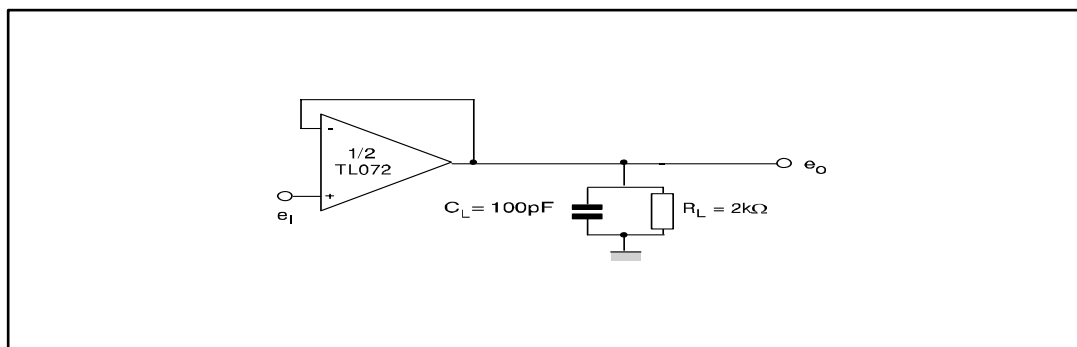 -
1/2
TL072
+
e_I
e_O
C_L= 100pF
R_L = 2kΩ